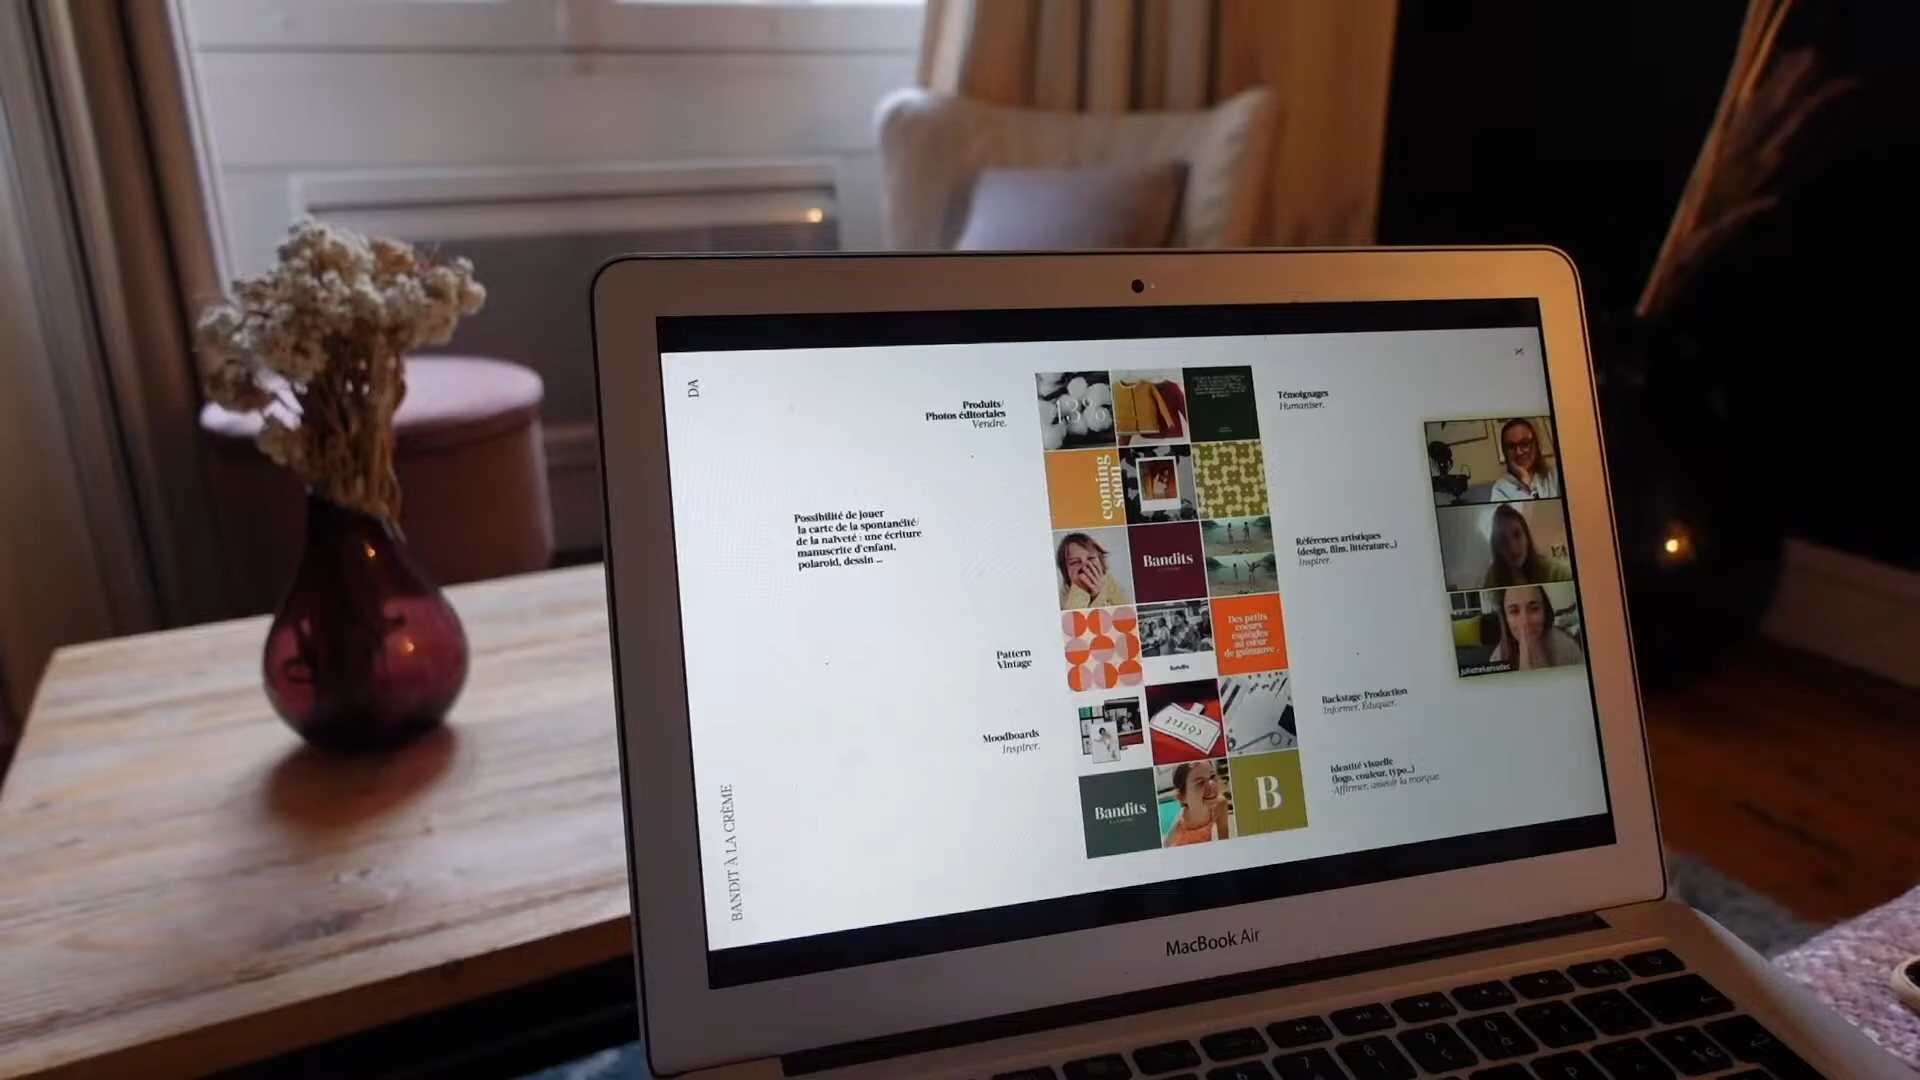 DA
Produits/
Photos éditoriales
Vendre.
Possibilité de jouer
la carte de la spontanéité/
de la naïveté : une écriture
manuscrite d'enfant,
polaroid, dessin ...
Pattern
Vintage
Moodboards
Inspirer.
BANDIT À LA CRÈME
13%
coming
soon
Bandits
Des petits
coeurs
espiègles
au cœur
de guimauve.
Bandits
Bandits
B
Témoignages
Humaniser.
Références artistiques
(design, film, littérature...)
Inspirer.
Backstage/Production
Informer, Éduquer.
Identité visuelle
(logo, couleur, typo...)
Affirmer, asseoir la marque.
MacBook Air